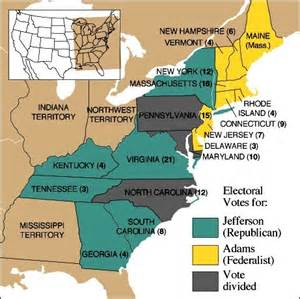 NEW HAMPSHIRE (6)
VERMONT (4)
MAINE
(Mass.)
NEW YORK (12)
MASSACHUSETTS (16)
INDIANA
TERRITORY
NORTHWEST
TERRITORY
PENNSYLVANIA (15)
RHODE
ISLAND (4)
CONNECTICUT (9)
NEW JERSEY (7)
DELAWARE (3)
MARYLAND (10)
KENTUCKY (4)
VIRGINIA (21)
TENNESSEE (3)
NORTH CAROLINA (12)
MISSISSIPPI
TERRITORY
SOUTH
CAROLINA (8)
GEORGIA (4)
Electoral
Votes for:
Jefferson
(Republican)
Adams
(Federalist)
Vote
divided